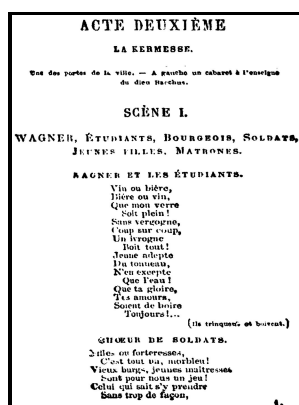 ACTE DEUXIÈME
LA KERMESSE.
Une des portes de la ville. — A gauche un cabaret à l'enseigne
du dieu Bacchus.
SCÈNE I.
WAGNER, ÉTUDIANTS, BOURGEOIS, SOLDATS,
JEUNES FILLES, MATRONES.
WAGNER ET LES ÉTUDIANTS.
Vin ou bière,
Bière ou vin,
Que mon verre
Soit plein !
Sans vergogne,
Coup sur coup,
Un ivrogne
Boit tout !
Jeune adepte
Du tonneau,
N'en excepte
Que l'eau !
Que ta gloire,
Tes amours,
Soient de boire
Toujours !...
(Ils trinquent et boivent.)
CHŒUR DE SOLDATS.
Filles ou forteresses,
C'est tout un, morbleu !
Vieux burgs, jeunes maîtresses
Sont pour nous un jeu !
Celui qui sait s'y prendre
Sans trop de façon,